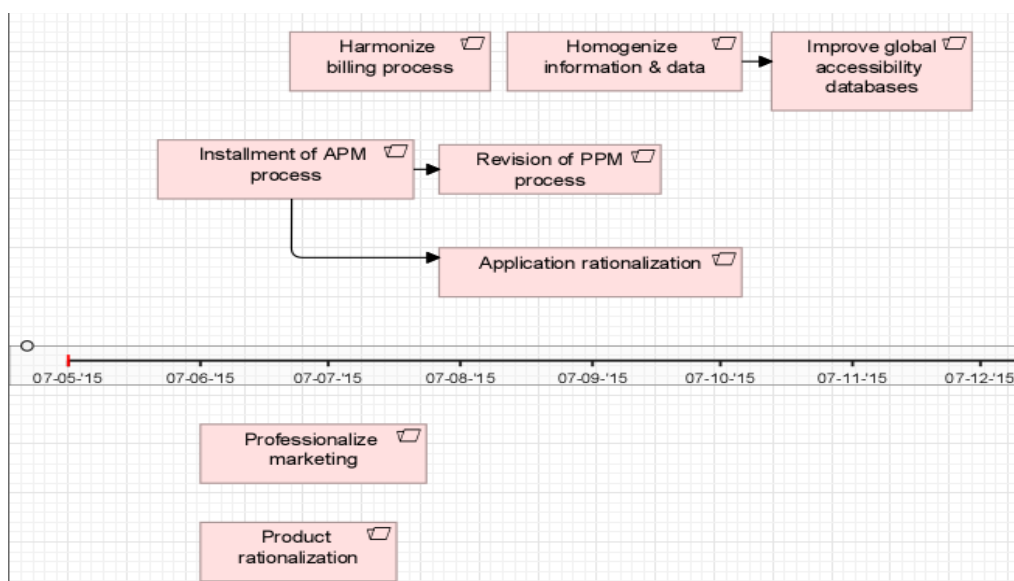 Harmonize
billing process
Homogenize
information & data
Improve global
accessibility
databases
Installment of APM
process
Revision of PPM
process
Application rationalization
07-05-'15
07-06-'15
07-07-'15
07-08-'15
07-09-'15
07-10-'15
07-11-'15
07-12-'15
Professionalize
marketing
Product
rationalization